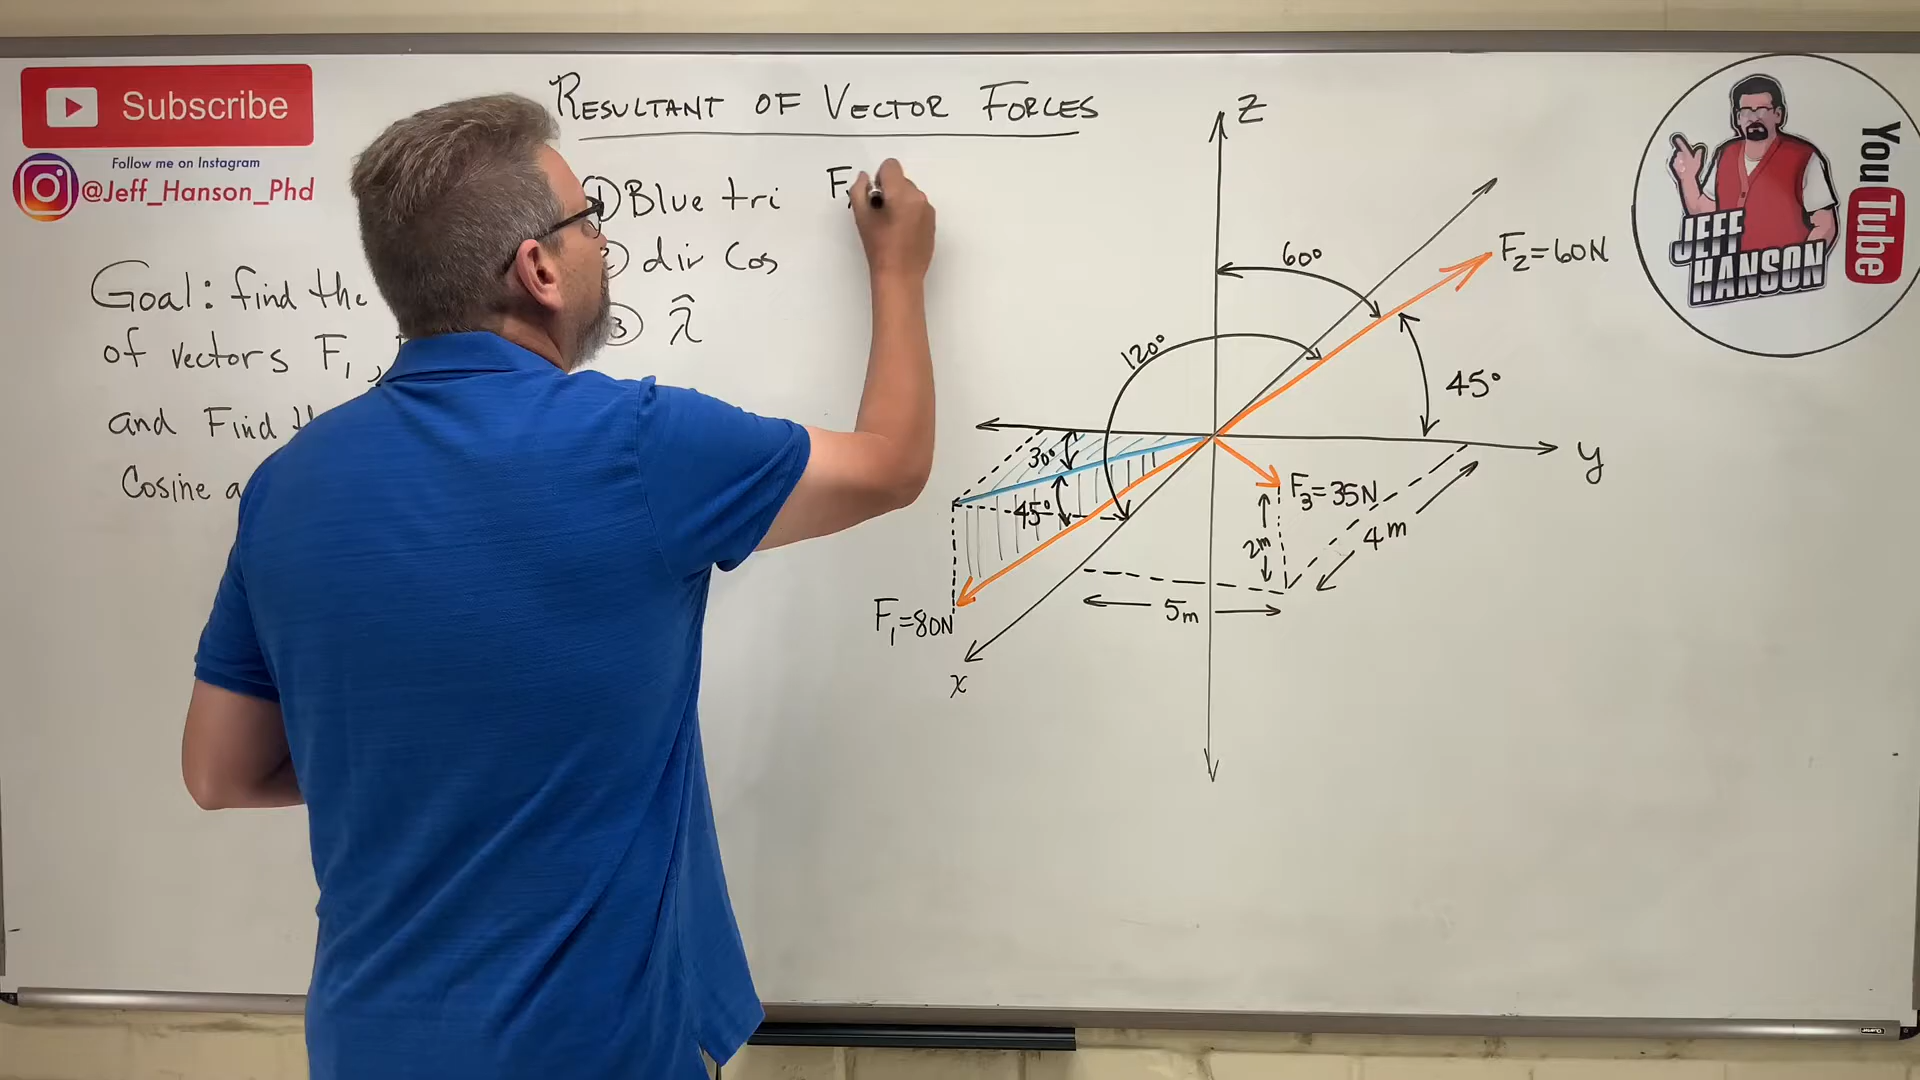 Subscribe
Follow me on Instagram
@Jeff_Hanson_Phd
RESULTANT OF VECTOR FORCES
① Blue tri F₁
② div Cos
③ λ̂
Goal: find the
of vectors F₁,
and Find
Cosine a
z
60°
F₂=60N
120°
45°
y
30°
45°
F₃=35N
2m
4m
5m
F₁=80N
x
JEFF
HANSON
YouTube